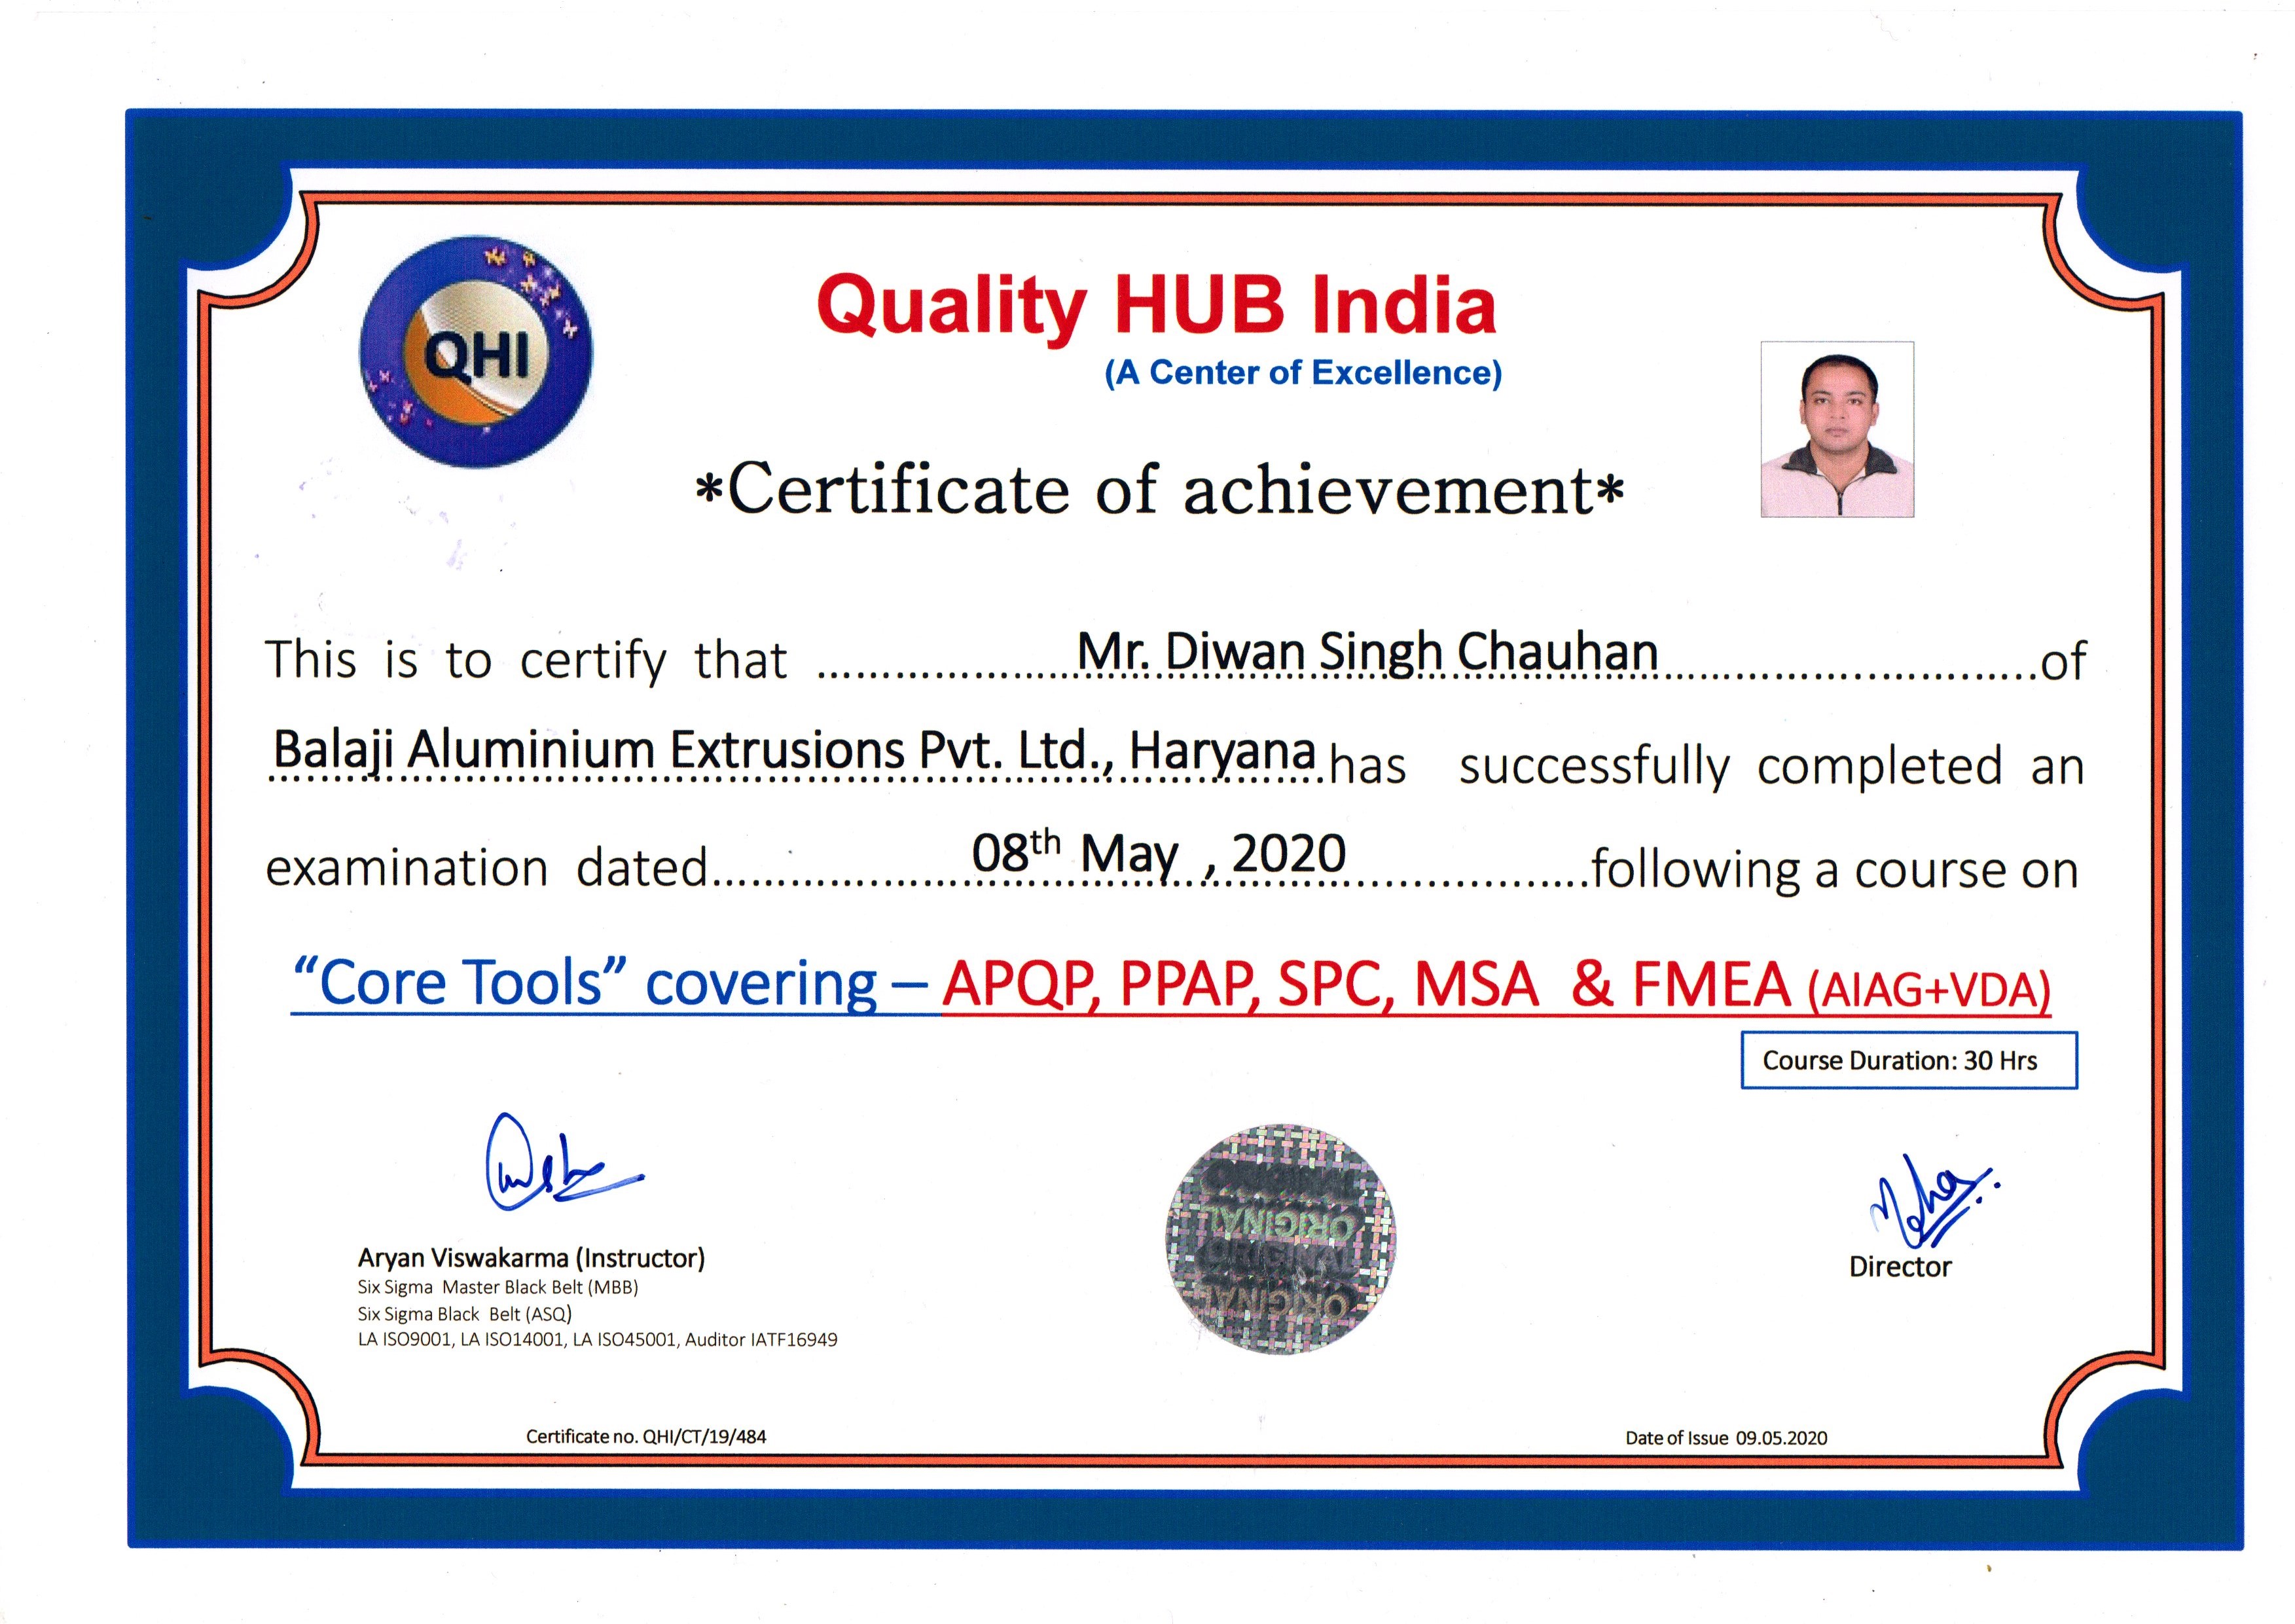 QHI
Quality HUB India
(A Center of Excellence)
*Certificate of achievement*
This is to certify that ........................Mr. Diwan Singh Chauhan........................of
Balaji Aluminium Extrusions Pvt. Ltd., Haryana has successfully completed an
examination dated........................08th May , 2020........................following a course on
“Core Tools” covering – APQP, PPAP, SPC, MSA & FMEA (AIAG+VDA)
Course Duration: 30 Hrs
ORIGINAL
ORIGINAL
ORIGINAL
ORIGINAL
Aryan Viswakarma (Instructor)
Six Sigma Master Black Belt (MBB)
Six Sigma Black Belt (ASQ)
LA ISO9001, LA ISO14001, LA ISO45001, Auditor IATF16949
Director
Certificate no. QHI/CT/19/484
Date of Issue 09.05.2020